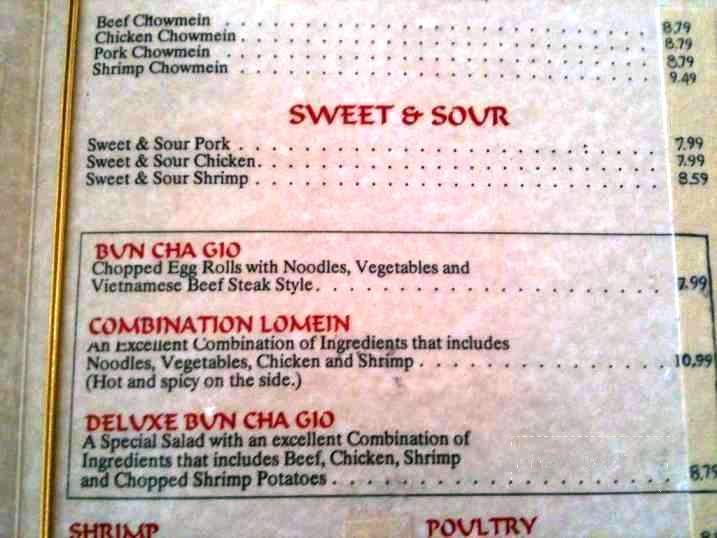 Beef Chowmein . . . . . . . . . . . . . . . . . . . . . . . . 8.79
Chicken Chowmein . . . . . . . . . . . . . . . . . . . . . . 8.79
Pork Chowmein . . . . . . . . . . . . . . . . . . . . . . . . 8.79
Shrimp Chowmein . . . . . . . . . . . . . . . . . . . . . . . 9.49
SWEET & SOUR
Sweet & Sour Pork . . . . . . . . . . . . . . . . . . . . . . 7.99
Sweet & Sour Chicken. . . . . . . . . . . . . . . . . . . . . 7.99
Sweet & Sour Shrimp . . . . . . . . . . . . . . . . . . . . . 8.59
BUN CHA GIO
Chopped Egg Rolls with Noodles, Vegetables and
Vietnamese Beef Steak Style. . . . . . . . . . . . . . . . . . 7.99
COMBINATION LOMEIN
An Excellent Combination of Ingredients that includes
Noodles, Vegetables, Chicken and Shrimp . . . . . . . . . . . . 10.99
(Hot and spicy on the side.)
DELUXE BUN CHA GIO
A Special Salad with an excellent Combination of
Ingredients that includes Beef, Chicken, Shrimp
and Chopped Shrimp Potatoes . . . . . . . . . . . . . . . . . 8.79
SHRIMP POULTRY